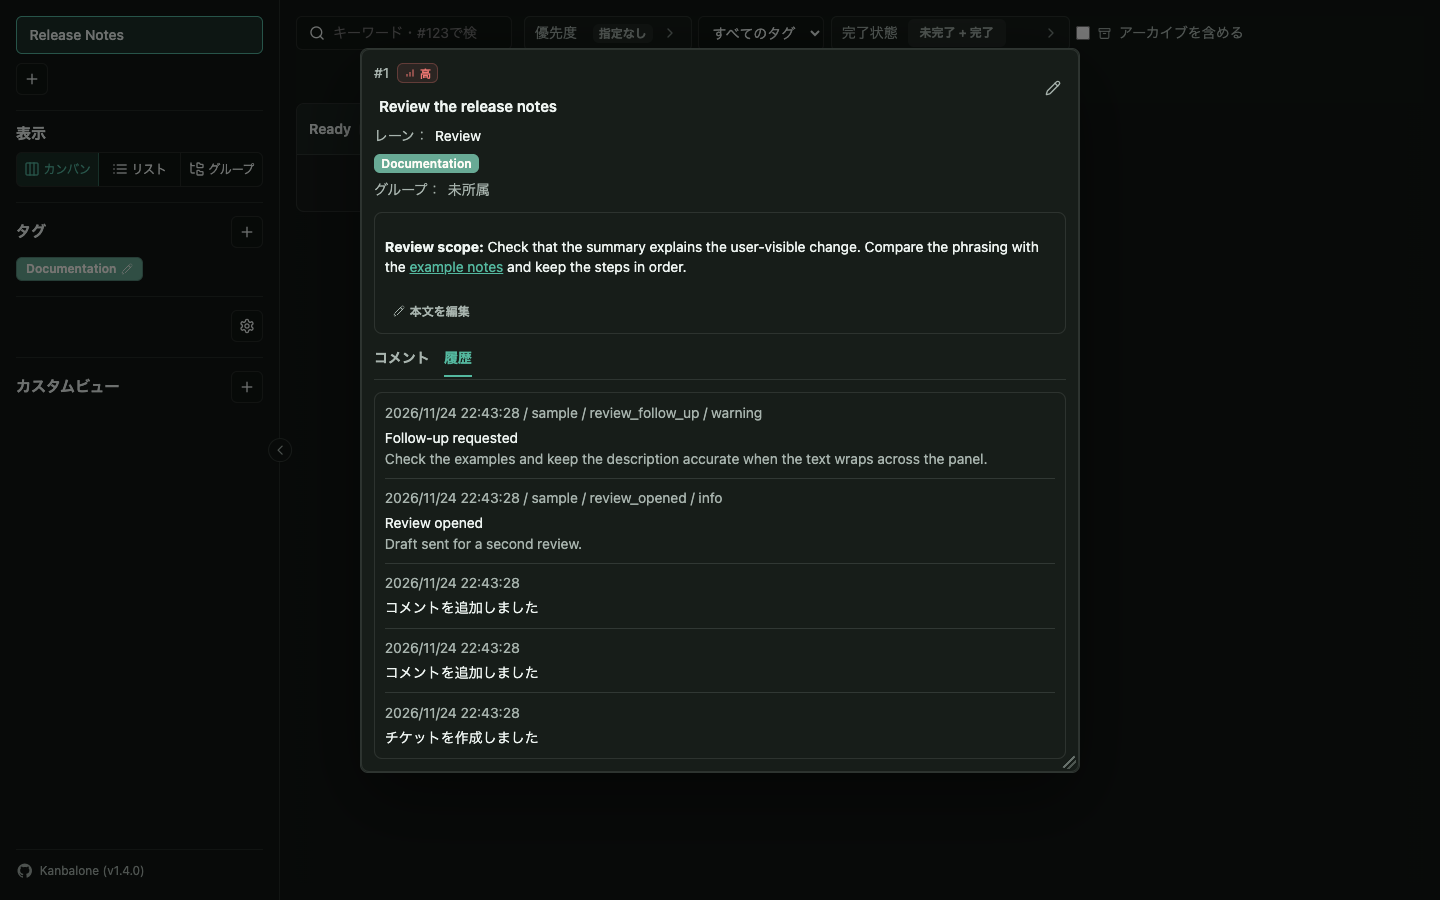 Release Notes
表示
カンバン
リスト
グループ
タグ
Documentation
カスタムビュー
Kanbalone (v1.4.0)
キーワード・#123で検
優先度 指定なし
すべてのタグ
完了状態 未完了 + 完了
アーカイブを含める
Ready
#1 高
Review the release notes
レーン： Review
Documentation
グループ： 未所属
Review scope: Check that the summary explains the user-visible change. Compare the phrasing with
the example notes and keep the steps in order.
本文を編集
コメント 履歴
2026/11/24 22:43:28 / sample / review_follow_up / warning
Follow-up requested
Check the examples and keep the description accurate when the text wraps across the panel.
2026/11/24 22:43:28 / sample / review_opened / info
Review opened
Draft sent for a second review.
2026/11/24 22:43:28
コメントを追加しました
2026/11/24 22:43:28
コメントを追加しました
2026/11/24 22:43:28
チケットを作成しました